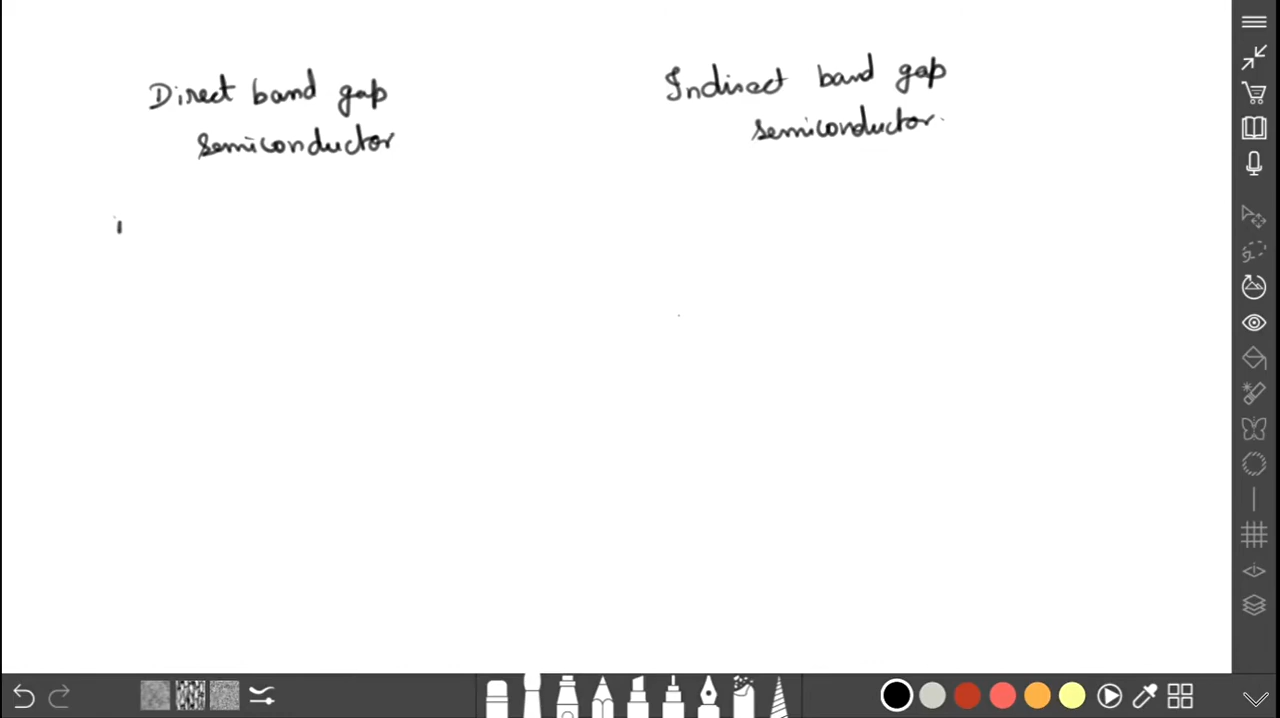 Direct band gap
semiconductor
Indirect band gap
semiconductor.